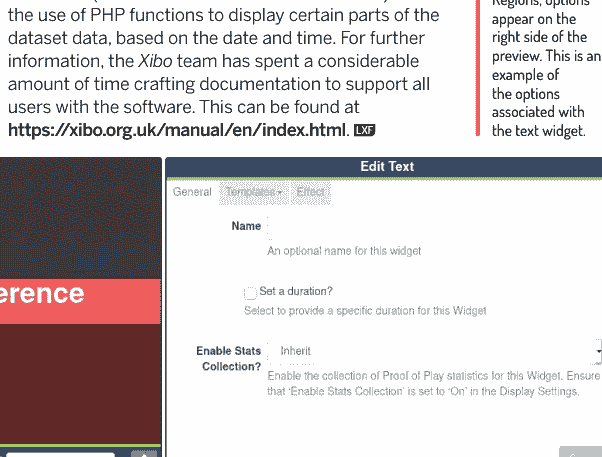 the use of PHP functions to display certain parts of the
dataset data, based on the date and time. For further
information, the Xibo team has spent a considerable
amount of time crafting documentation to support all
users with the software. This can be found at
https://xibo.org.uk/manual/en/index.html. LXF
Regions, options
appear on the
right side of the
preview. This is an
example of
the options
associated with
the text widget.
erence
Edit Text
General Templates Effect
Name
An optional name for this widget
Set a duration?
Select to provide a specific duration for this Widget
Enable Stats Inherit
Collection?
Enable the collection of Proof of Play statistics for this Widget. Ensure
that 'Enable Stats Collection' is set to 'On' in the Display Settings.